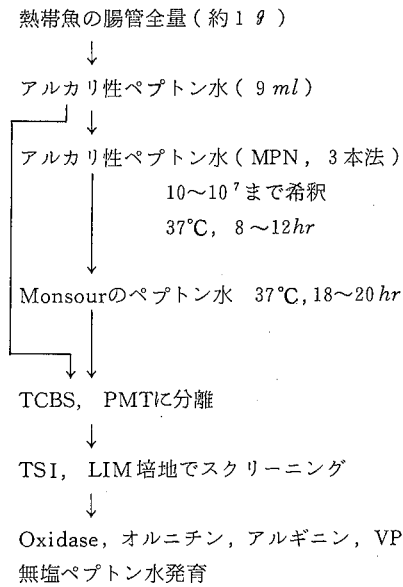 熱帯魚の腸管全量(約1g)
アルカリ性ペプトン水(9ml)
アルカリ性ペプトン水(MPN,3本法)
10~10⁷まで希釈
37℃,8~12hr
Monsourのペプトン水 37℃,18~20hr
TCBS, PMTに分離
TSI, LIM培地でスクリーニング
Oxidase,オルニチン,アルギニン,VP
無塩ペプトン水発育